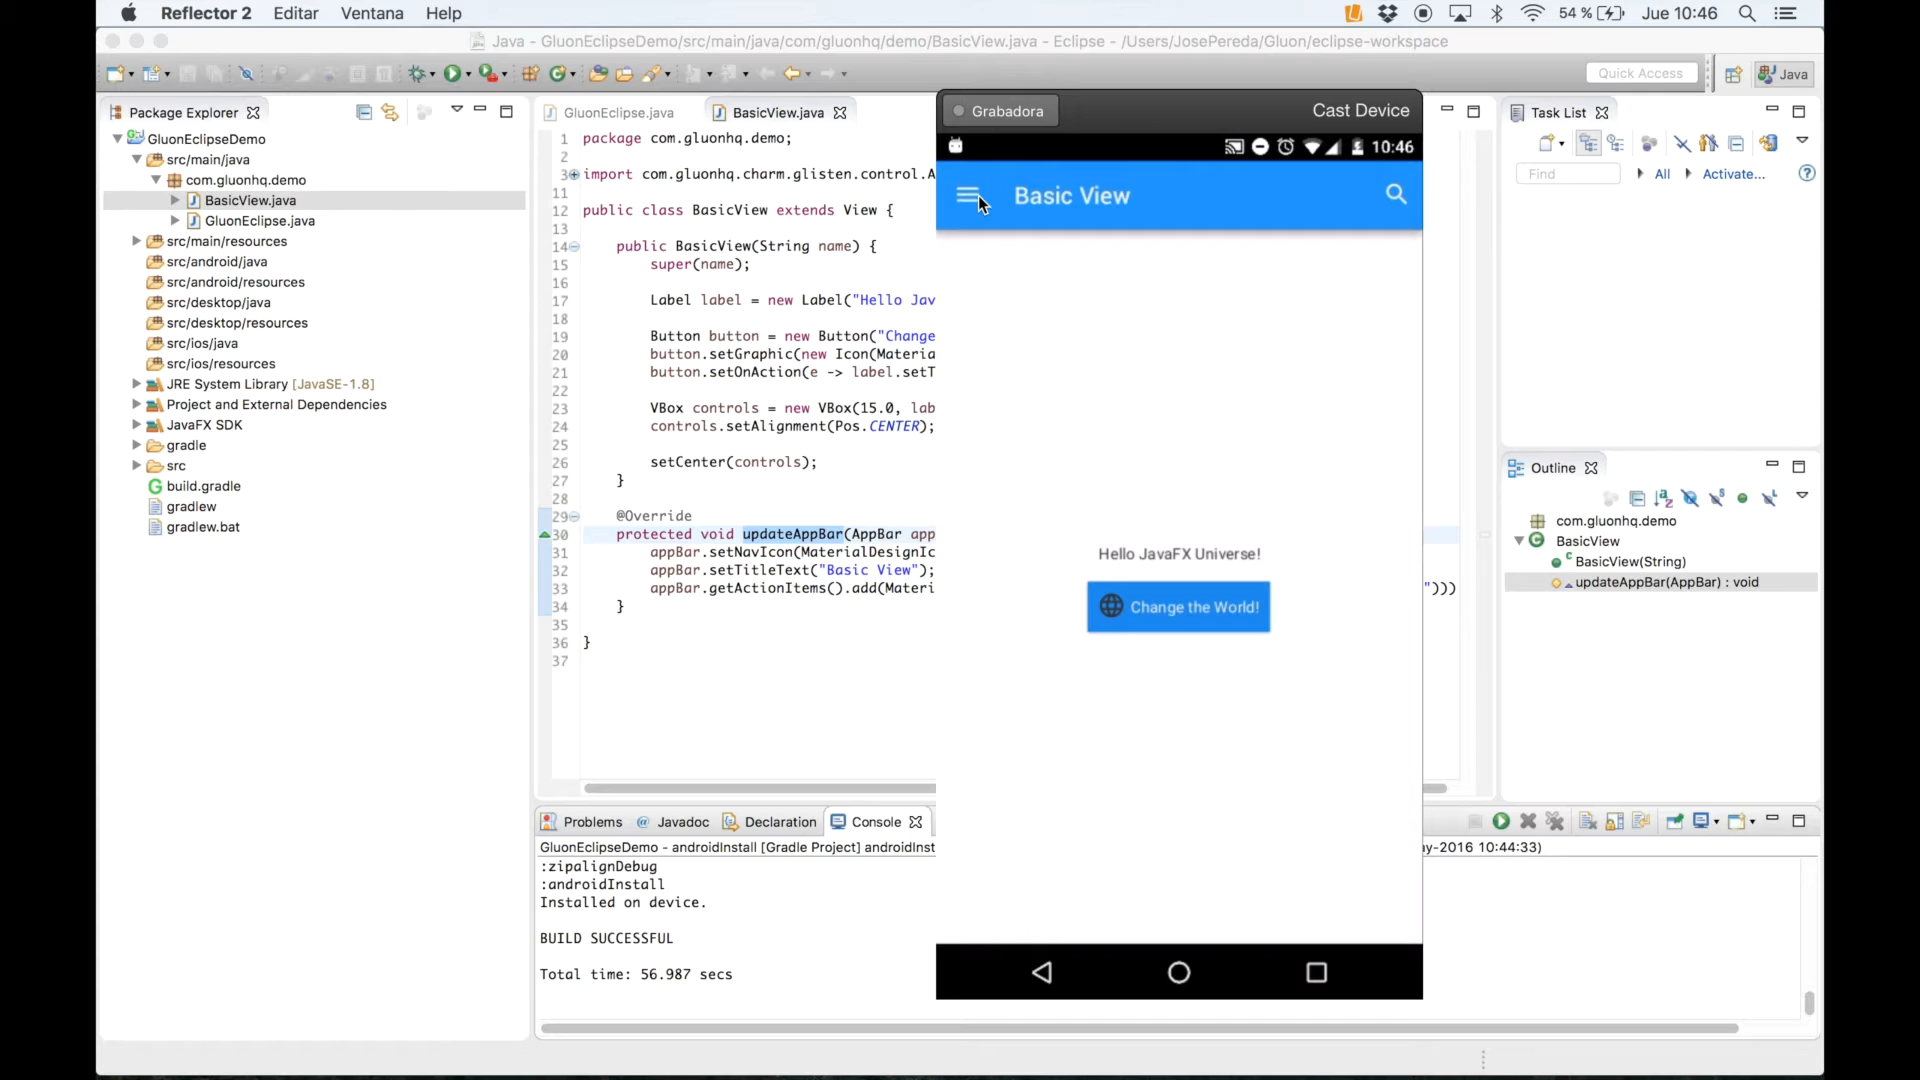 Reflector 2 Editar Ventana Help 54 % Jue 10:46
Java - GluonEclipseDemo/src/main/java/com/gluonhq/demo/BasicView.java - Eclipse - /Users/JosePereda/Gluon/eclipse-workspace
Quick Access Java
Package Explorer
GluonEclipseDemo
src/main/java
com.gluonhq.demo
BasicView.java
GluonEclipse.java
src/main/resources
src/android/java
src/android/resources
src/desktop/java
src/desktop/resources
src/ios/java
src/ios/resources
JRE System Library [JavaSE-1.8]
Project and External Dependencies
JavaFX SDK
gradle
src
build.gradle
gradlew
gradlew.bat
GluonEclipse.java BasicView.java
1 package com.gluonhq.demo;
2
3 import com.gluonhq.charm.glisten.control.A
11
12 public class BasicView extends View {
13
14 public BasicView(String name) {
15 super(name);
16
17 Label label = new Label("Hello Jav
18
19 Button button = new Button("Change
20 button.setGraphic(new Icon(Materia
21 button.setOnAction(e -> label.setT
22
23 VBox controls = new VBox(15.0, lab
24 controls.setAlignment(Pos.CENTER);
25
26 setCenter(controls);
27 }
28
29 @Override
30 protected void updateAppBar(AppBar app
31 appBar.setNavIcon(MaterialDesignIc
32 appBar.setTitleText("Basic View");
33 appBar.getActionItems().add(Materi ")))
34 }
35
36 }
37
Grabadora Cast Device
10:46
Basic View
Hello JavaFX Universe!
Change the World!
Task List
Find All Activate...
Outline
com.gluonhq.demo
BasicView
BasicView(String)
updateAppBar(AppBar) : void
Problems Javadoc Declaration Console
GluonEclipseDemo - androidInstall [Gradle Project] androidInst y-2016 10:44:33)
:zipalignDebug
:androidInstall
Installed on device.
BUILD SUCCESSFUL
Total time: 56.987 secs